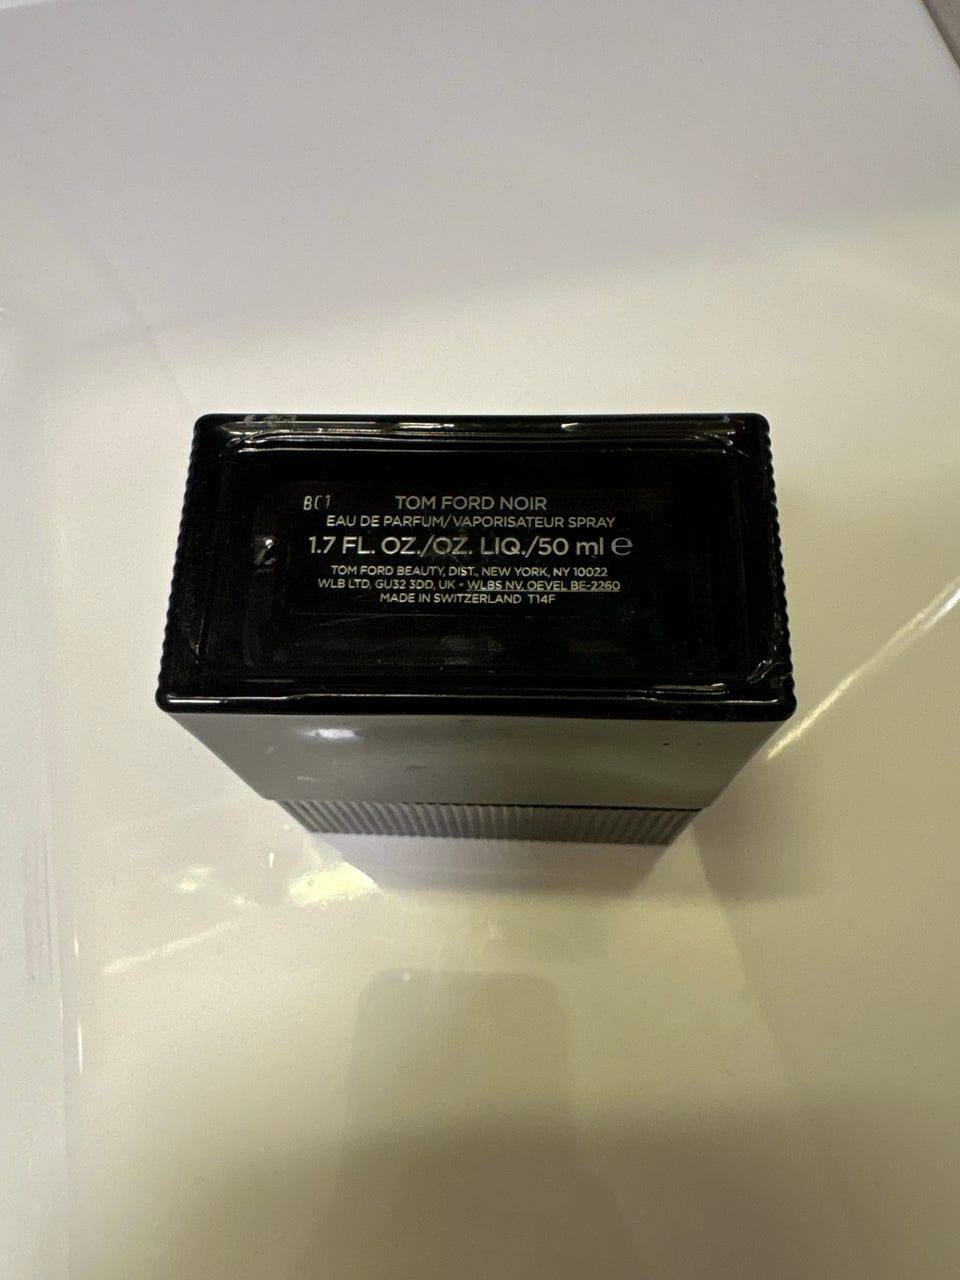 BC1
TOM FORD NOIR
EAU DE PARFUM/VAPORISATEUR SPRAY
1.7 FL. OZ./OZ. LIQ./50 ml ℮
TOM FORD BEAUTY, DIST., NEW YORK, NY 10022
WLB LTD, GU32 3DD, UK • WLBS NV. OEVEL BE-2260
MADE IN SWITZERLAND T14F